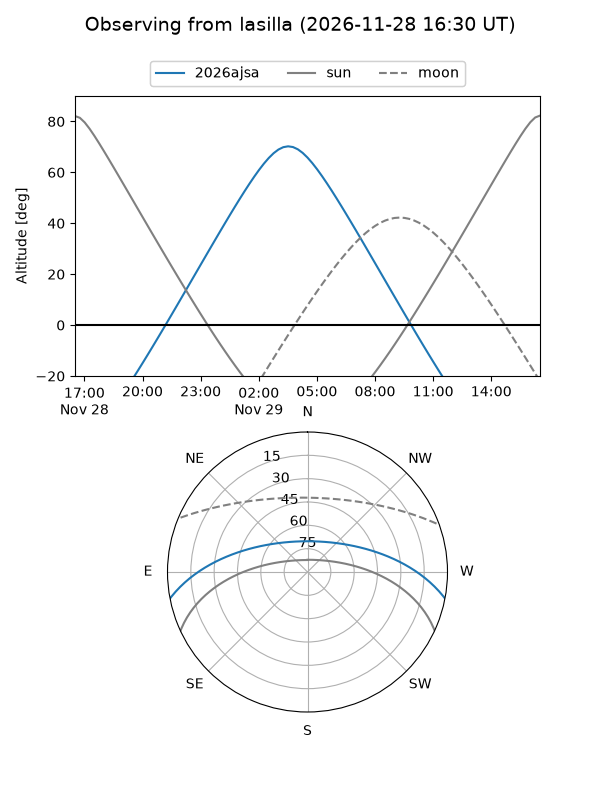 Observing from lasilla (2026-11-28 16:30 UT)
2026ajsa sun moon
Altitude [deg]
80
60
40
20
0
−20
17:00 20:00 23:00 02:00 05:00 08:00 11:00 14:00
Nov 28 Nov 29
N
NE NW
15
30
45
60
75
E W
SE SW
S